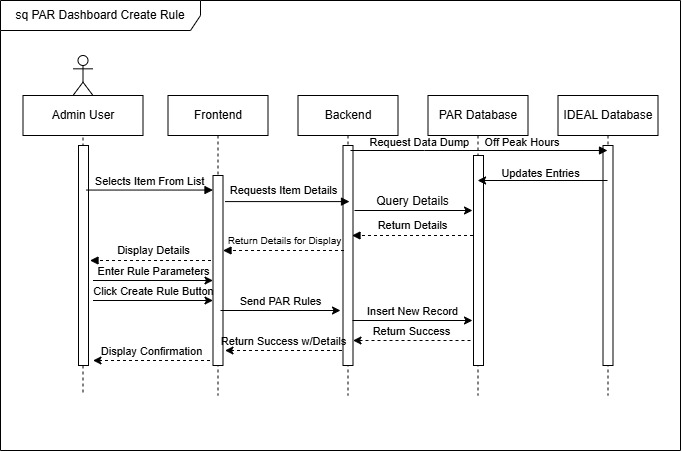 sq PAR Dashboard Create Rule
Admin User
Frontend
Backend
PAR Database
IDEAL Database
Request Data Dump Off Peak Hours
Updates Entries
Selects Item From List
Requests Item Details
Query Details
Return Details
Return Details for Display
Display Details
Enter Rule Parameters
Click Create Rule Button
Send PAR Rules
Insert New Record
Return Success
Return Success w/Details
Display Confirmation